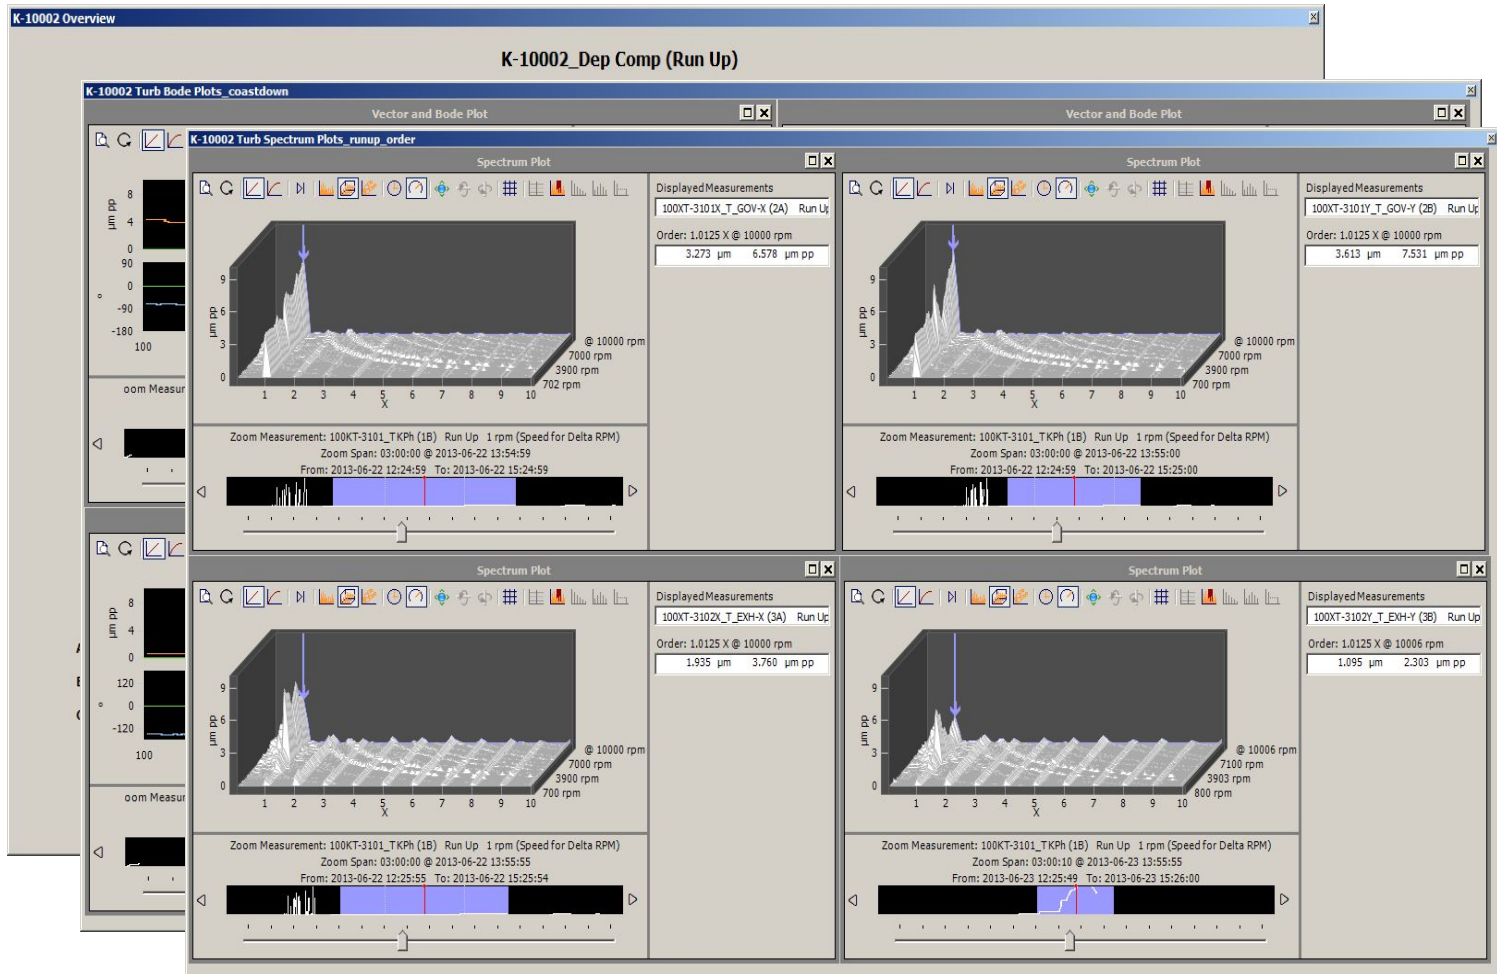 K-10002 Overview
K-10002_Dep Comp (Run Up)
K-10002 Turb Bode Plots_coastdown
Vector and Bode Plot
Vector and Bode Plot
8
µm pp
4
0
90
0
°
-90
-180
100
oom Measur
8
µm pp
4
0
120
0
°
-120
100
oom Measur
K-10002 Turb Spectrum Plots_runup_order
Spectrum Plot
Displayed Measurements
100XT-3101X_T_GOV-X (2A) Run Up
Order: 1.0125 X @ 10000 rpm
3.273 µm 6.578 µm pp
9
µm pp
6
3
0
@ 10000 rpm
7000 rpm
3900 rpm
702 rpm
1 2 3 4 5 6 7 8 9 10
X
Zoom Measurement: 100KT-3101_TKPh (1B) Run Up 1 rpm (Speed for Delta RPM)
Zoom Span: 03:00:00 @ 2013-06-22 13:54:59
From: 2013-06-22 12:24:59 To: 2013-06-22 15:24:59
Spectrum Plot
Displayed Measurements
100XT-3101Y_T_GOV-Y (2B) Run Up
Order: 1.0125 X @ 10000 rpm
3.613 µm 7.531 µm pp
9
µm pp
6
3
0
@ 10000 rpm
7000 rpm
3900 rpm
700 rpm
1 2 3 4 5 6 7 8 9 10
X
Zoom Measurement: 100KT-3101_TKPh (1B) Run Up 1 rpm (Speed for Delta RPM)
Zoom Span: 03:00:00 @ 2013-06-22 13:55:00
From: 2013-06-22 12:24:59 To: 2013-06-22 15:25:00
Spectrum Plot
Displayed Measurements
100XT-3102X_T_EXH-X (3A) Run Up
Order: 1.0125 X @ 10000 rpm
1.935 µm 3.760 µm pp
9
µm pp
6
3
0
@ 10000 rpm
7000 rpm
3900 rpm
700 rpm
1 2 3 4 5 6 7 8 9 10
X
Zoom Measurement: 100KT-3101_TKPh (1B) Run Up 1 rpm (Speed for Delta RPM)
Zoom Span: 03:00:00 @ 2013-06-22 13:55:55
From: 2013-06-22 12:25:55 To: 2013-06-22 15:25:54
Spectrum Plot
Displayed Measurements
100XT-3102Y_T_EXH-Y (3B) Run Up
Order: 1.0125 X @ 10006 rpm
1.095 µm 2.303 µm pp
9
µm pp
6
3
0
@ 10006 rpm
7100 rpm
3903 rpm
800 rpm
1 2 3 4 5 6 7 8 9 10
X
Zoom Measurement: 100KT-3101_TKPh (1B) Run Up 1 rpm (Speed for Delta RPM)
Zoom Span: 03:00:10 @ 2013-06-23 13:55:55
From: 2013-06-23 12:25:49 To: 2013-06-23 15:26:00